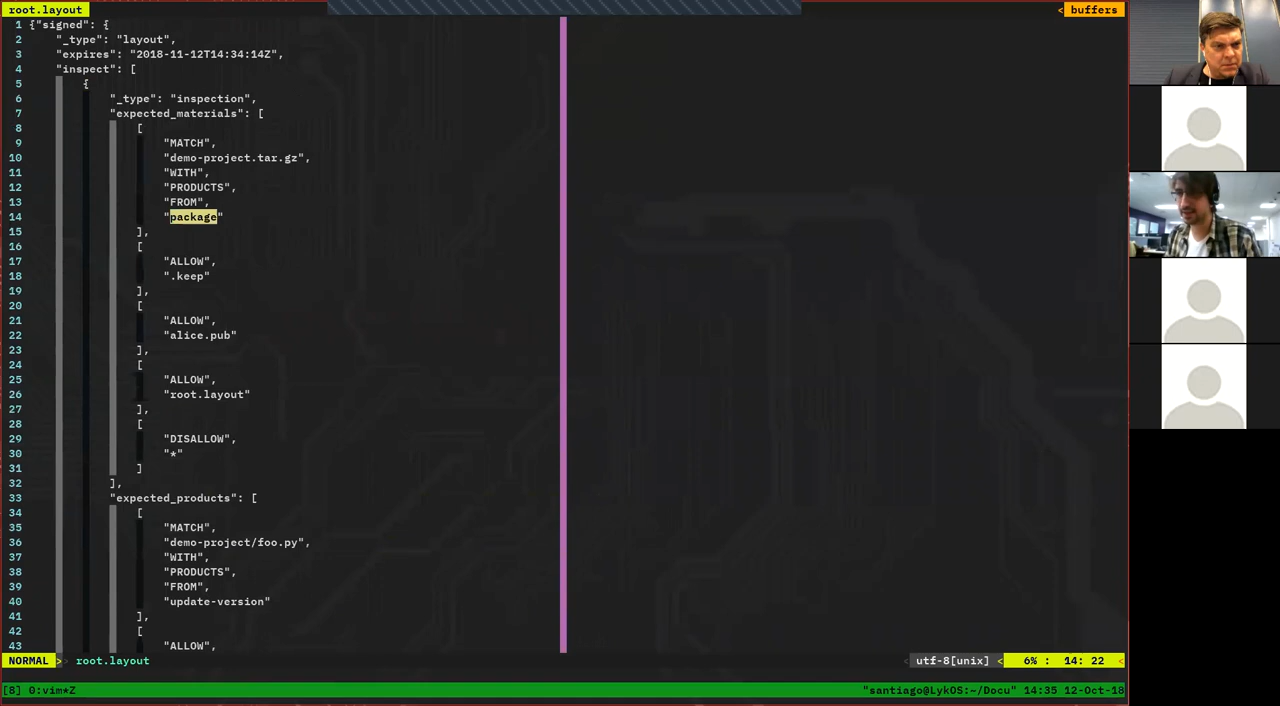 root.layout < buffers
1 {"signed": {
2 "_type": "layout",
3 "expires": "2018-11-12T14:34:14Z",
4 "inspect": [
5 {
6 "_type": "inspection",
7 "expected_materials": [
8 [
9 "MATCH",
10 "demo-project.tar.gz",
11 "WITH",
12 "PRODUCTS",
13 "FROM",
14 "package"
15 ],
16 [
17 "ALLOW",
18 ".keep"
19 ],
20 [
21 "ALLOW",
22 "alice.pub"
23 ],
24 [
25 "ALLOW",
26 "root.layout"
27 ],
28 [
29 "DISALLOW",
30 "*"
31 ]
32 ],
33 "expected_products": [
34 [
35 "MATCH",
36 "demo-project/foo.py",
37 "WITH",
38 "PRODUCTS",
39 "FROM",
40 "update-version"
41 ],
42 [
43 "ALLOW",
NORMAL > root.layout < utf-8[unix] < 6% : 14: 22 <
[8] 0:vim*Z "santiago@LykOS:~/Docu" 14:35 12-Oct-18